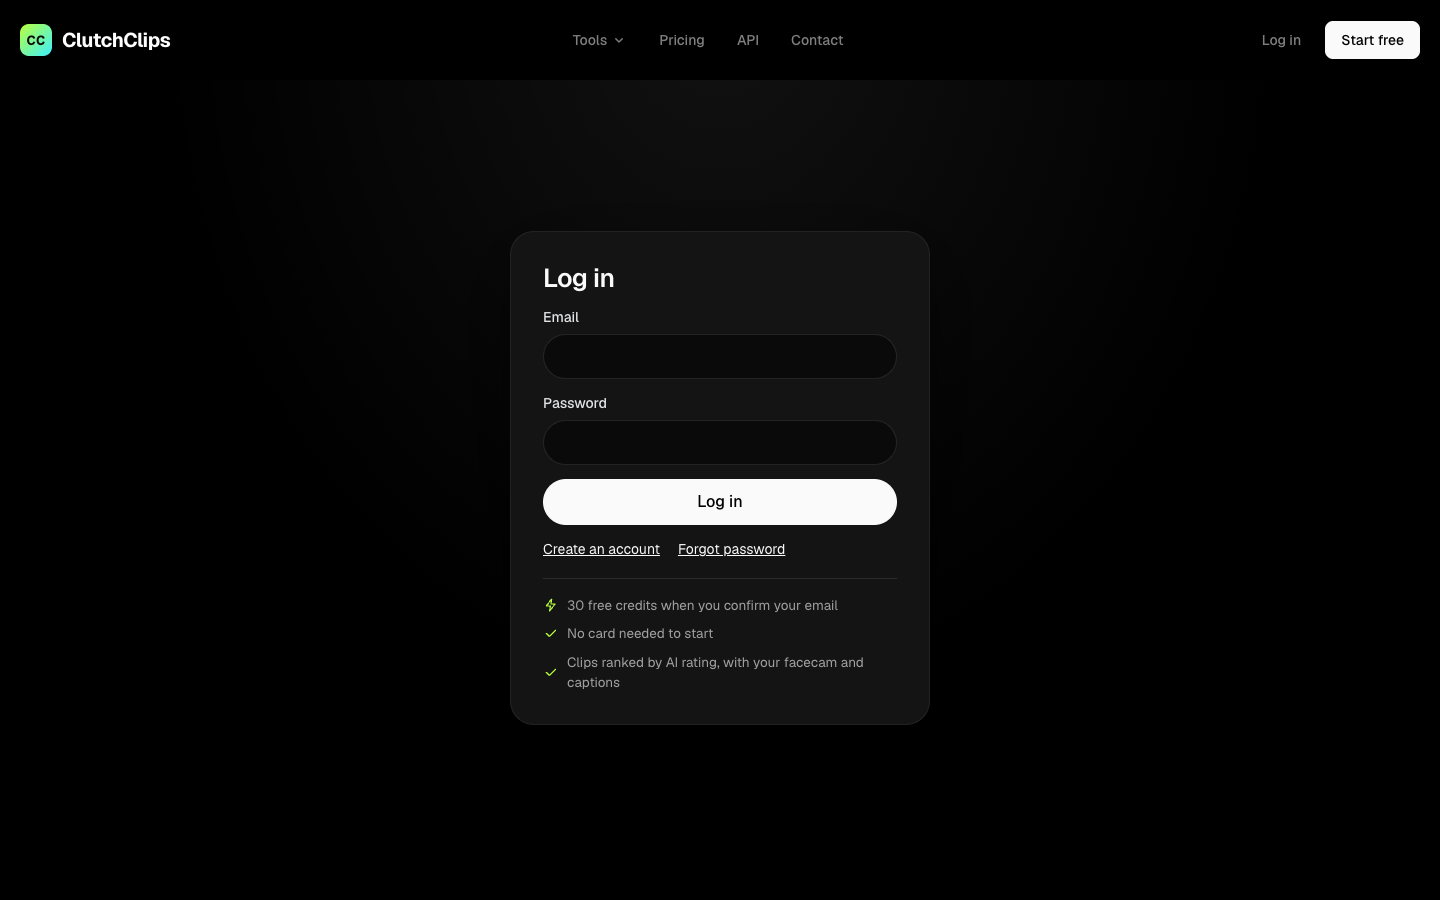 CC ClutchClips Tools Pricing API Contact Log in Start free
Log in
Email
Password
Log in
Create an account Forgot password
30 free credits when you confirm your email
No card needed to start
Clips ranked by AI rating, with your facecam and
captions